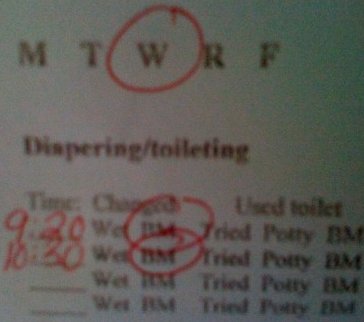 M T W R F
Diapering/toileting
Time: Changed: Used toilet
9:20 Wet BM Tried Potty BM
10:30 Wet BM Tried Potty BM
Wet BM Tried Potty BM
Wet BM Tried Potty BM